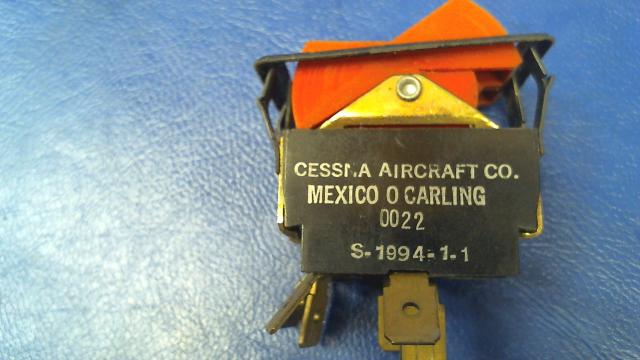 CESSNA AIRCRAFT CO.
MEXICO O CARLING
0022
S-1994-1-1